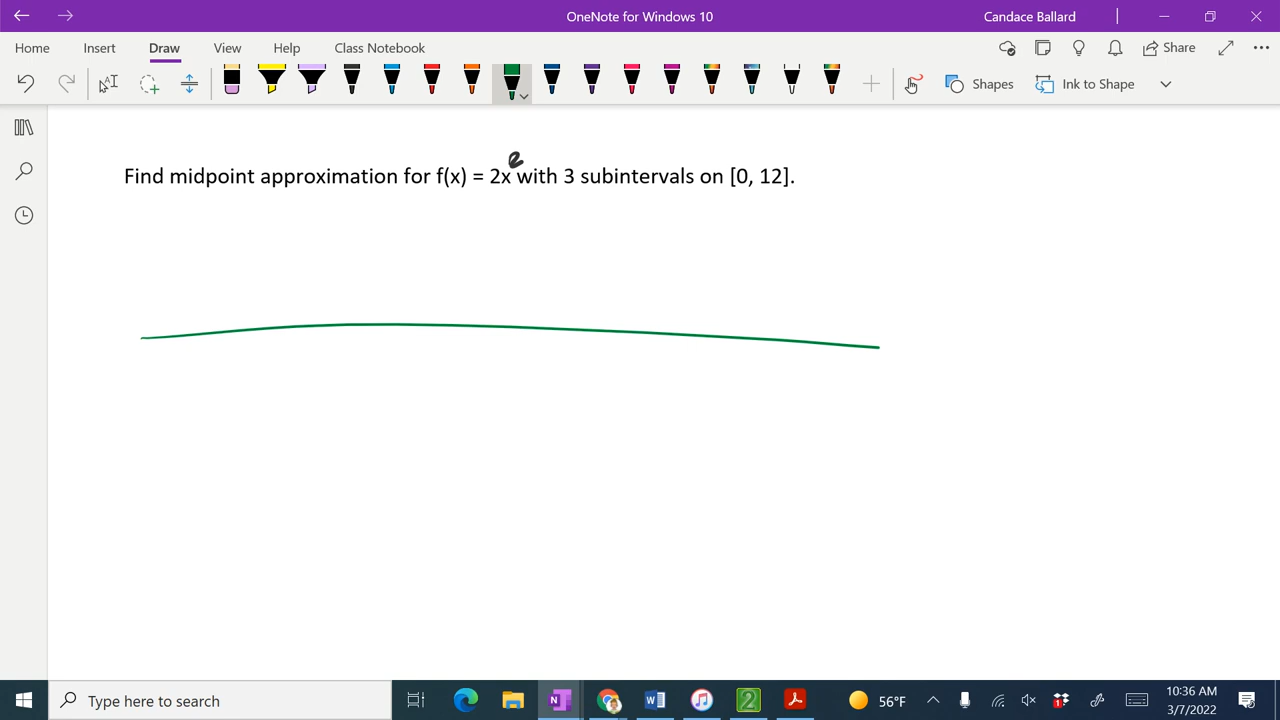 OneNote for Windows 10
Candace Ballard
Home Insert Draw View Help Class Notebook
Share
Shapes
Ink to Shape
Find midpoint approximation for f(x) = 2x with 3 subintervals on [0, 12].
Type here to search
56°F
10:36 AM
3/7/2022